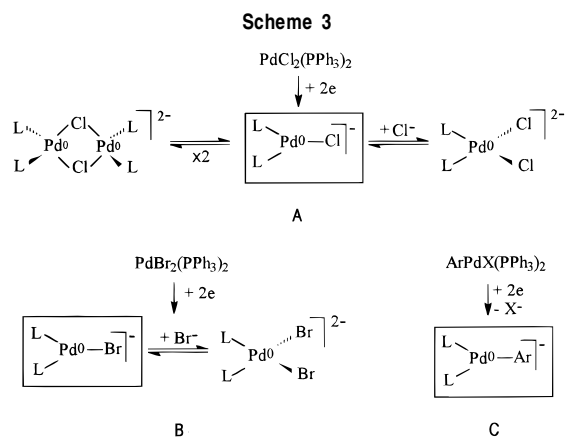 Scheme 3
PdCl2(PPh3)2
+ 2e
L Cl L 2-
Pd0 Pd0
L Cl L
x2
L
Pd0 Cl -
L
+ Cl-
L Cl 2-
Pd0
L Cl
A
PdBr2(PPh3)2
+ 2e
L
Pd0 Br -
L
+ Br-
L Br 2-
Pd0
L Br
B
ArPdX(PPh3)2
+ 2e
- X-
L
Pd0 Ar -
L
C